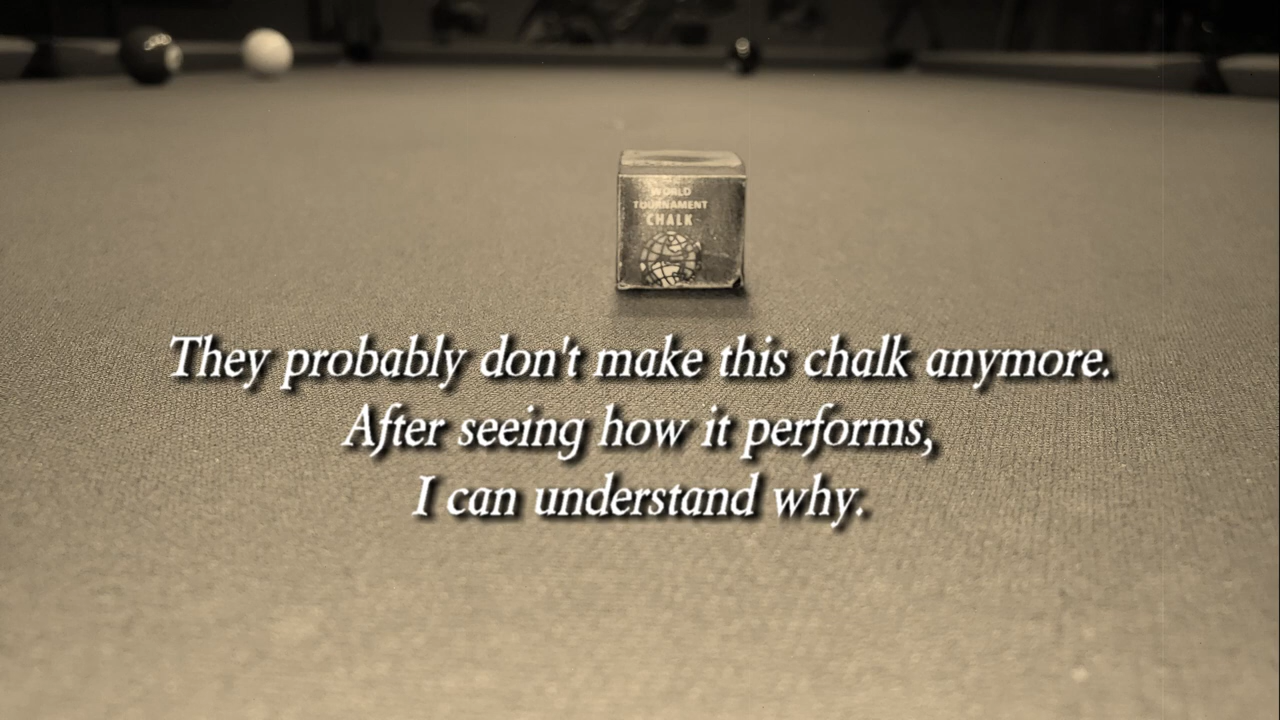 WORLD
TOURNAMENT
CHALK
They probably don't make this chalk anymore.
After seeing how it performs,
I can understand why.